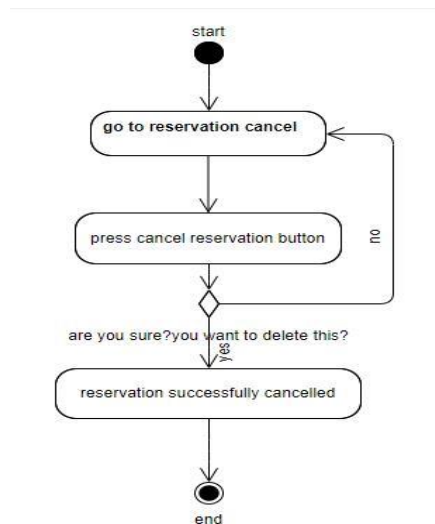 start
go to reservation cancel
press cancel reservation button
no
are you sure?you want to delete this?
yes
reservation successfully cancelled
end